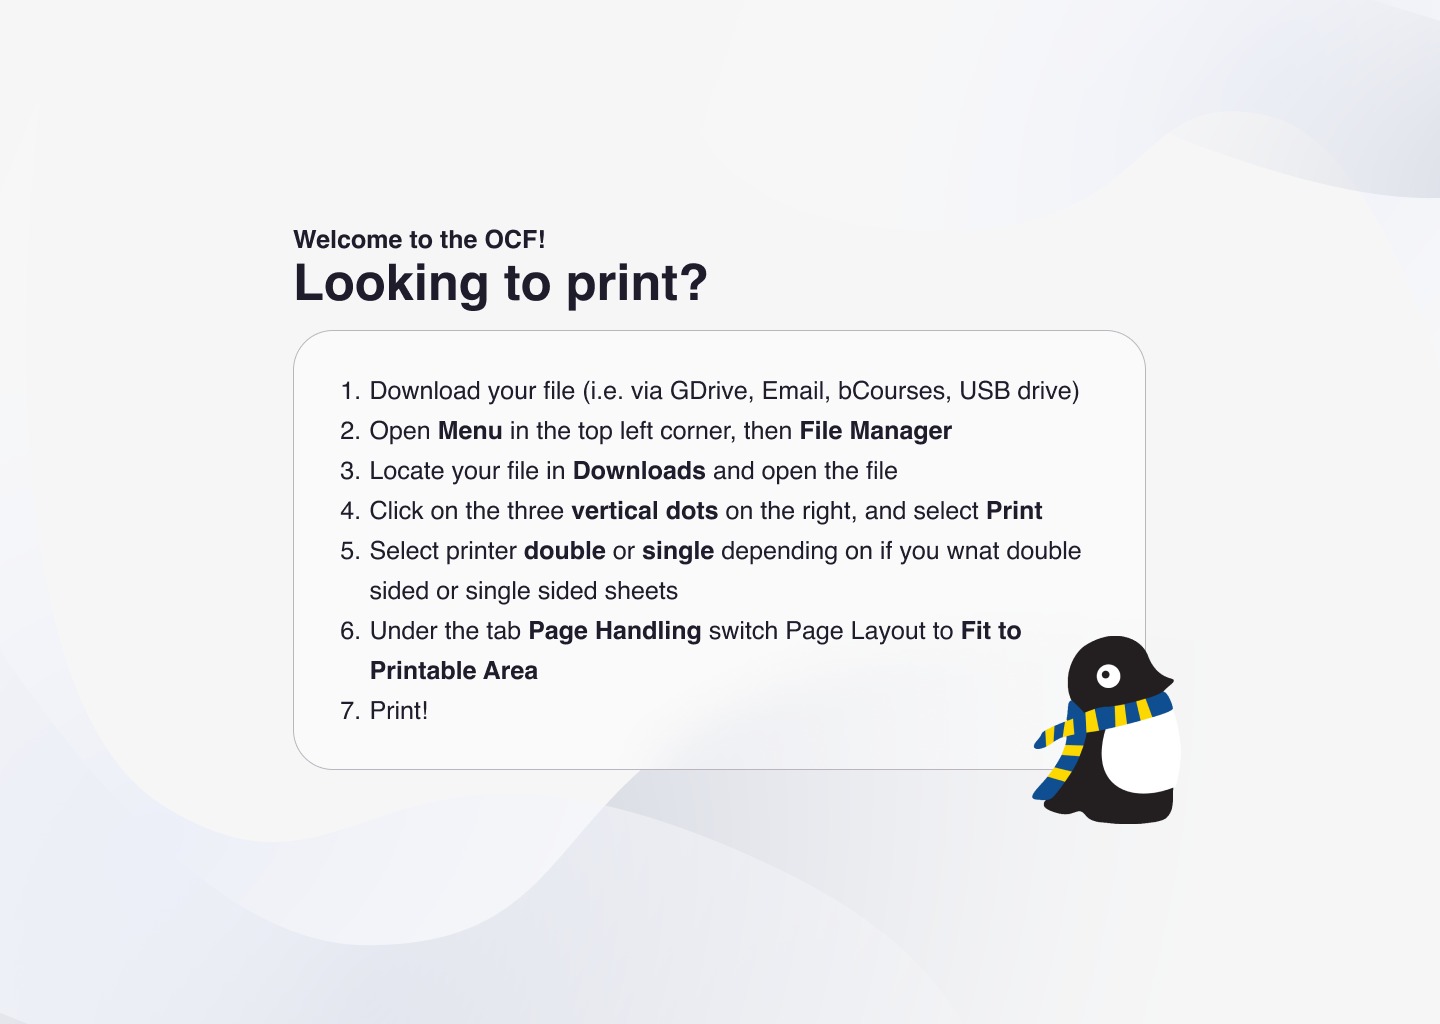 Welcome to the OCF!
Looking to print?
1. Download your file (i.e. via GDrive, Email, bCourses, USB drive)
2. Open Menu in the top left corner, then File Manager
3. Locate your file in Downloads and open the file
4. Click on the three vertical dots on the right, and select Print
5. Select printer double or single depending on if you wnat double
sided or single sided sheets
6. Under the tab Page Handling switch Page Layout to Fit to
Printable Area
7. Print!